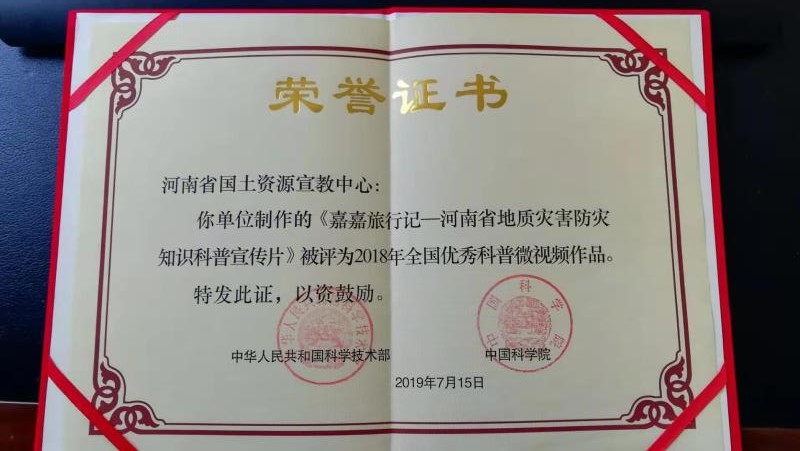 荣誉证书
河南省国土资源宣教中心：
你单位制作的《嘉嘉旅行记—河南省地质灾害防灾
知识科普宣传片》被评为2018年全国优秀科普微视频作品。
特发此证，以资鼓励。
中华人民共和国科学技术部
中国科学院
2019年7月15日
中国科学院